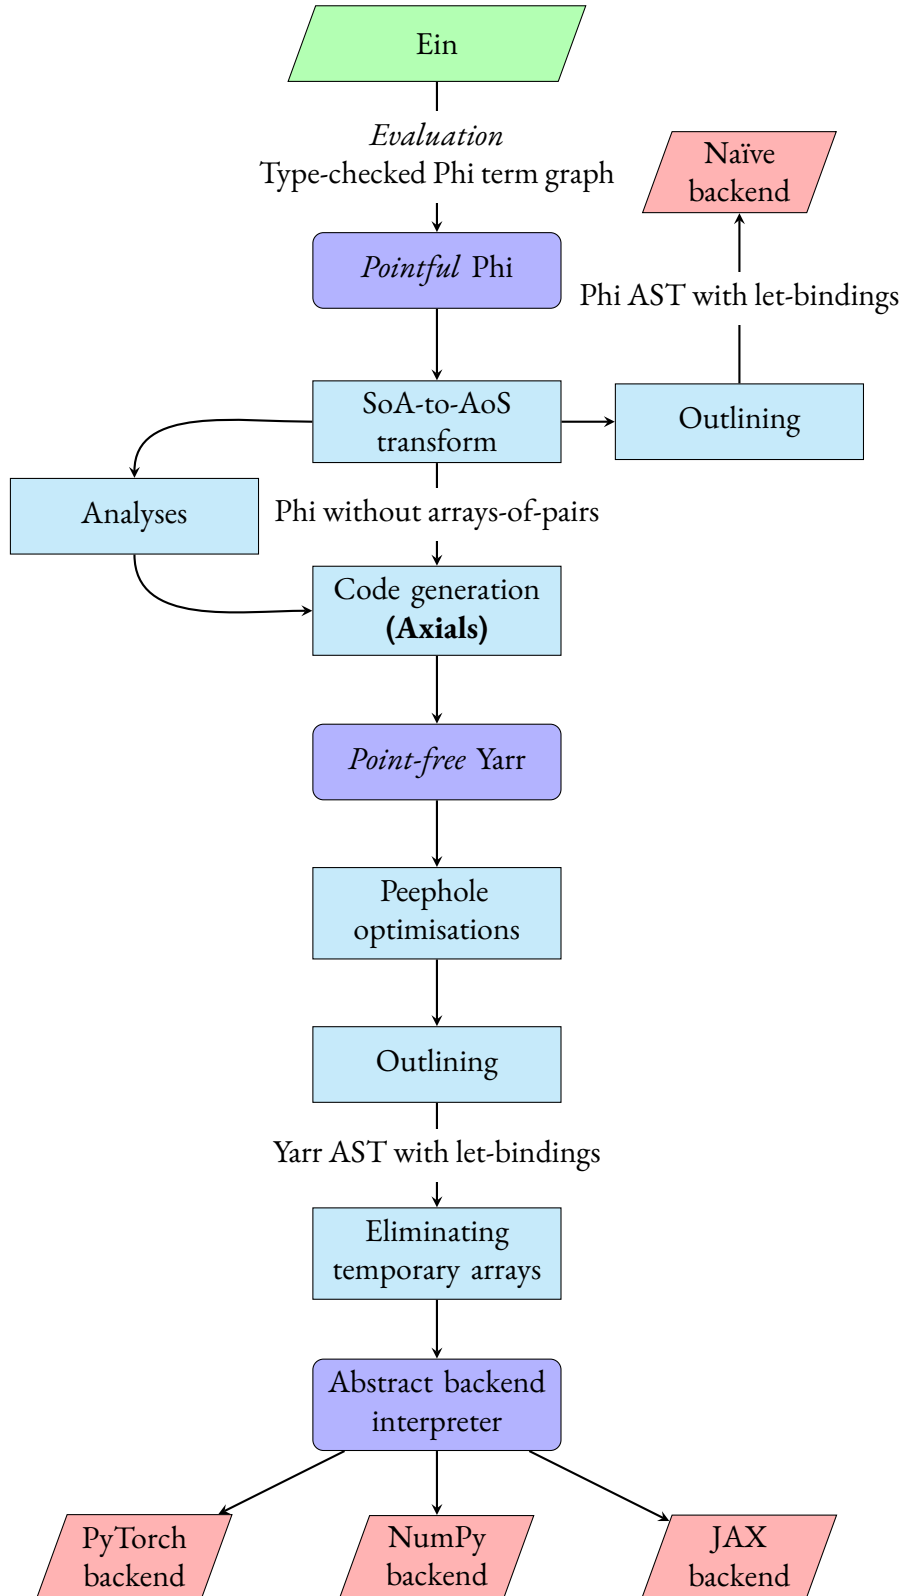 Ein
Evaluation
Type-checked Phi term graph
Naïve
backend
Pointful Phi
Phi AST with let-bindings
SoA-to-AoS
transform
Outlining
Analyses
Phi without arrays-of-pairs
Code generation
(Axials)
Point-free Yarr
Peephole
optimisations
Outlining
Yarr AST with let-bindings
Eliminating
temporary arrays
Abstract backend
interpreter
PyTorch
backend
NumPy
backend
JAX
backend